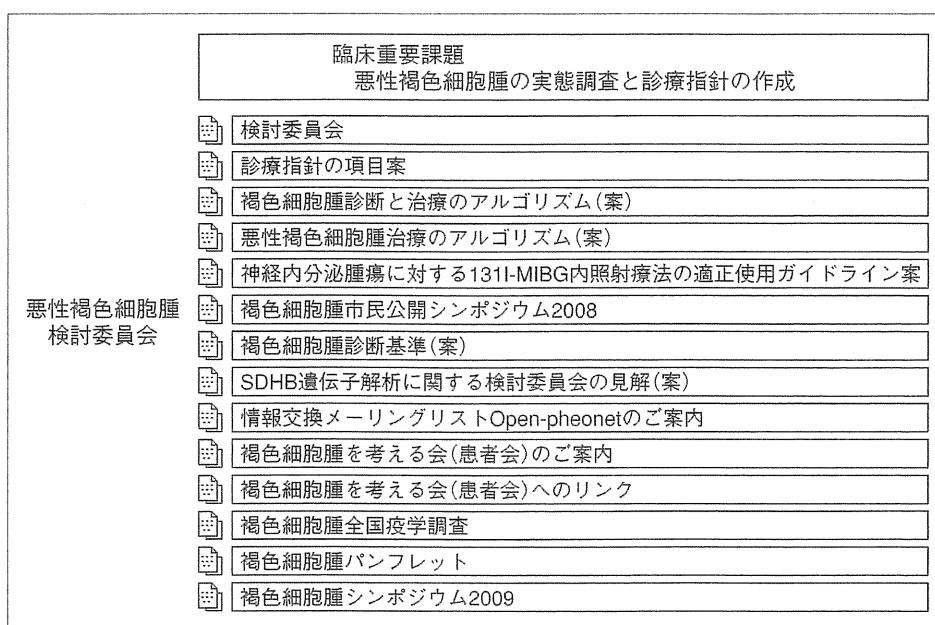 臨床重要課題
悪性褐色細胞腫の実態調査と診療指針の作成
悪性褐色細胞腫
検討委員会
検討委員会
診療指針の項目案
褐色細胞腫診断と治療のアルゴリズム(案)
悪性褐色細胞腫治療のアルゴリズム(案)
神経内分泌腫瘍に対する131I-MIBG内照射療法の適正使用ガイドライン案
褐色細胞腫市民公開シンポジウム2008
褐色細胞腫診断基準(案)
SDHB遺伝子解析に関する検討委員会の見解(案)
情報交換メーリングリストOpen-pheonetのご案内
褐色細胞腫を考える会(患者会)のご案内
褐色細胞腫を考える会(患者会)へのリンク
褐色細胞腫全国疫学調査
褐色細胞腫パンフレット
褐色細胞腫シンポジウム2009